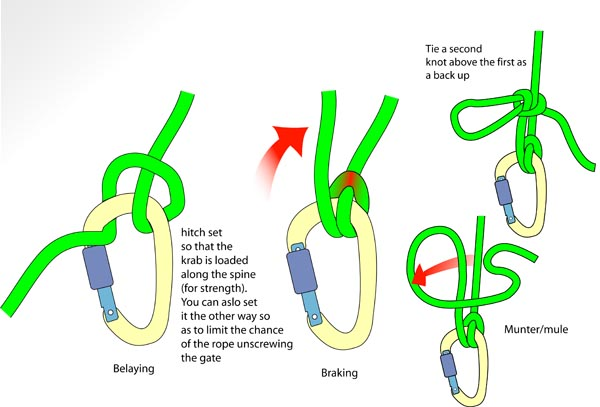 Tie a second
knot above the first as
a back up
hitch set
so that the
krab is loaded
along the spine
(for strength).
You can aslo set
it the other way so
as to limit the chance
of the rope unscrewing
the gate
Munter/mule
Belaying
Braking